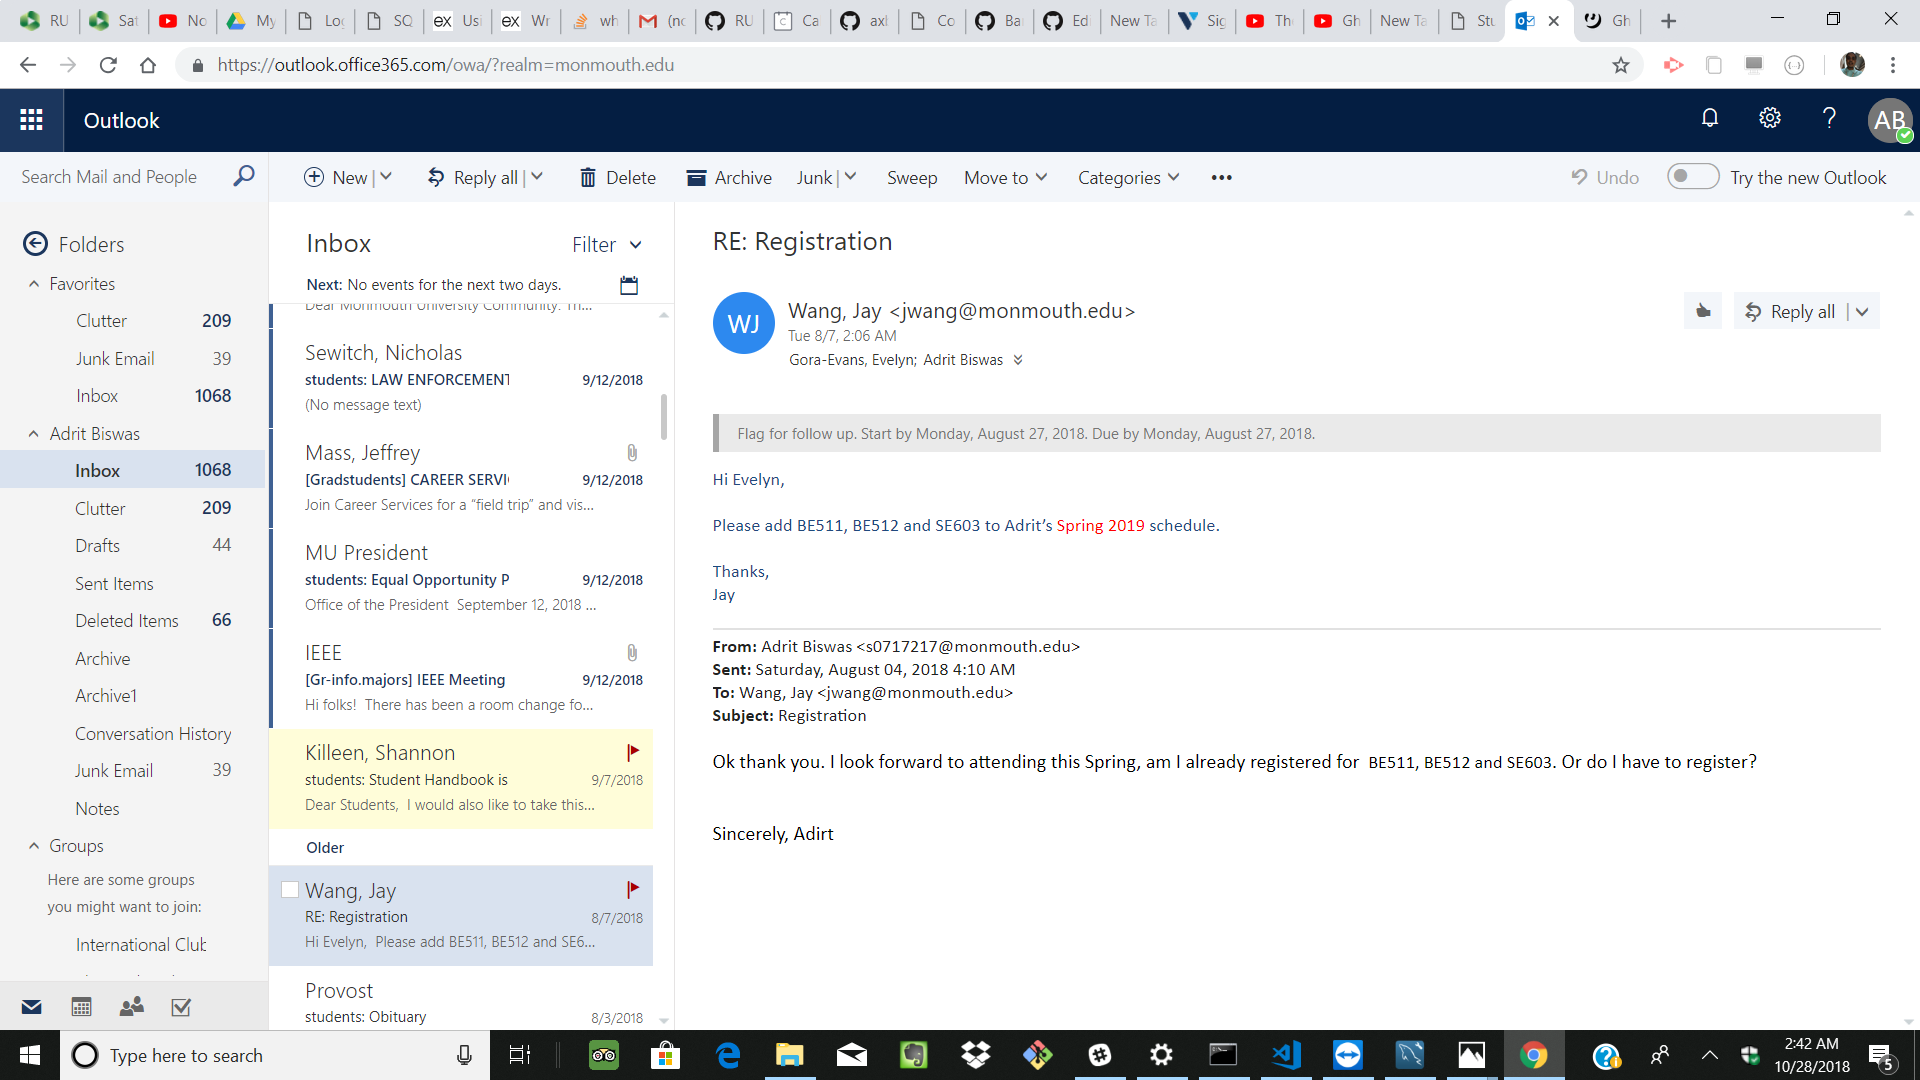 RU
Sat
No
My
Log
SQ
ex Usi
ex Wr
wh
(no
RU
c Ca
axl
Co
Ba
Ed
New Ta
Sig
The
Gh
New Ta
Stu
Gh
https://outlook.office365.com/owa/?realm=monmouth.edu
Outlook
?
AB
Search Mail and People
New
Reply all
Delete
Archive
Junk
Sweep
Move to
Categories
•••
Undo
Try the new Outlook
Folders
Favorites
Clutter 209
Junk Email 39
Inbox 1068
Adrit Biswas
Inbox 1068
Clutter 209
Drafts 44
Sent Items
Deleted Items 66
Archive
Archive1
Conversation History
Junk Email 39
Notes
Groups
Here are some groups
you might want to join:
International Club
Inbox
Filter
Next: No events for the next two days.
Dear Monmouth University Community: Th...
Sewitch, Nicholas
students: LAW ENFORCEMENT 9/12/2018
(No message text)
Mass, Jeffrey
[Gradstudents] CAREER SERVI 9/12/2018
Join Career Services for a “field trip” and vis...
MU President
students: Equal Opportunity P 9/12/2018
Office of the President September 12, 2018 ...
IEEE
[Gr-info.majors] IEEE Meeting 9/12/2018
Hi folks! There has been a room change fo...
Killeen, Shannon
students: Student Handbook is 9/7/2018
Dear Students, I would also like to take this...
Older
Wang, Jay
RE: Registration 8/7/2018
Hi Evelyn, Please add BE511, BE512 and SE6...
Provost
students: Obituary 8/3/2018
RE: Registration
WJ
Wang, Jay <jwang@monmouth.edu>
Tue 8/7, 2:06 AM
Gora-Evans, Evelyn; Adrit Biswas
Reply all
Flag for follow up. Start by Monday, August 27, 2018. Due by Monday, August 27, 2018.
Hi Evelyn,
Please add BE511, BE512 and SE603 to Adrit’s Spring 2019 schedule.
Thanks,
Jay
From: Adrit Biswas <s0717217@monmouth.edu>
Sent: Saturday, August 04, 2018 4:10 AM
To: Wang, Jay <jwang@monmouth.edu>
Subject: Registration
Ok thank you. I look forward to attending this Spring, am I already registered for BE511, BE512 and SE603. Or do I have to register?
Sincerely, Adirt
Type here to search
2:42 AM
10/28/2018
5